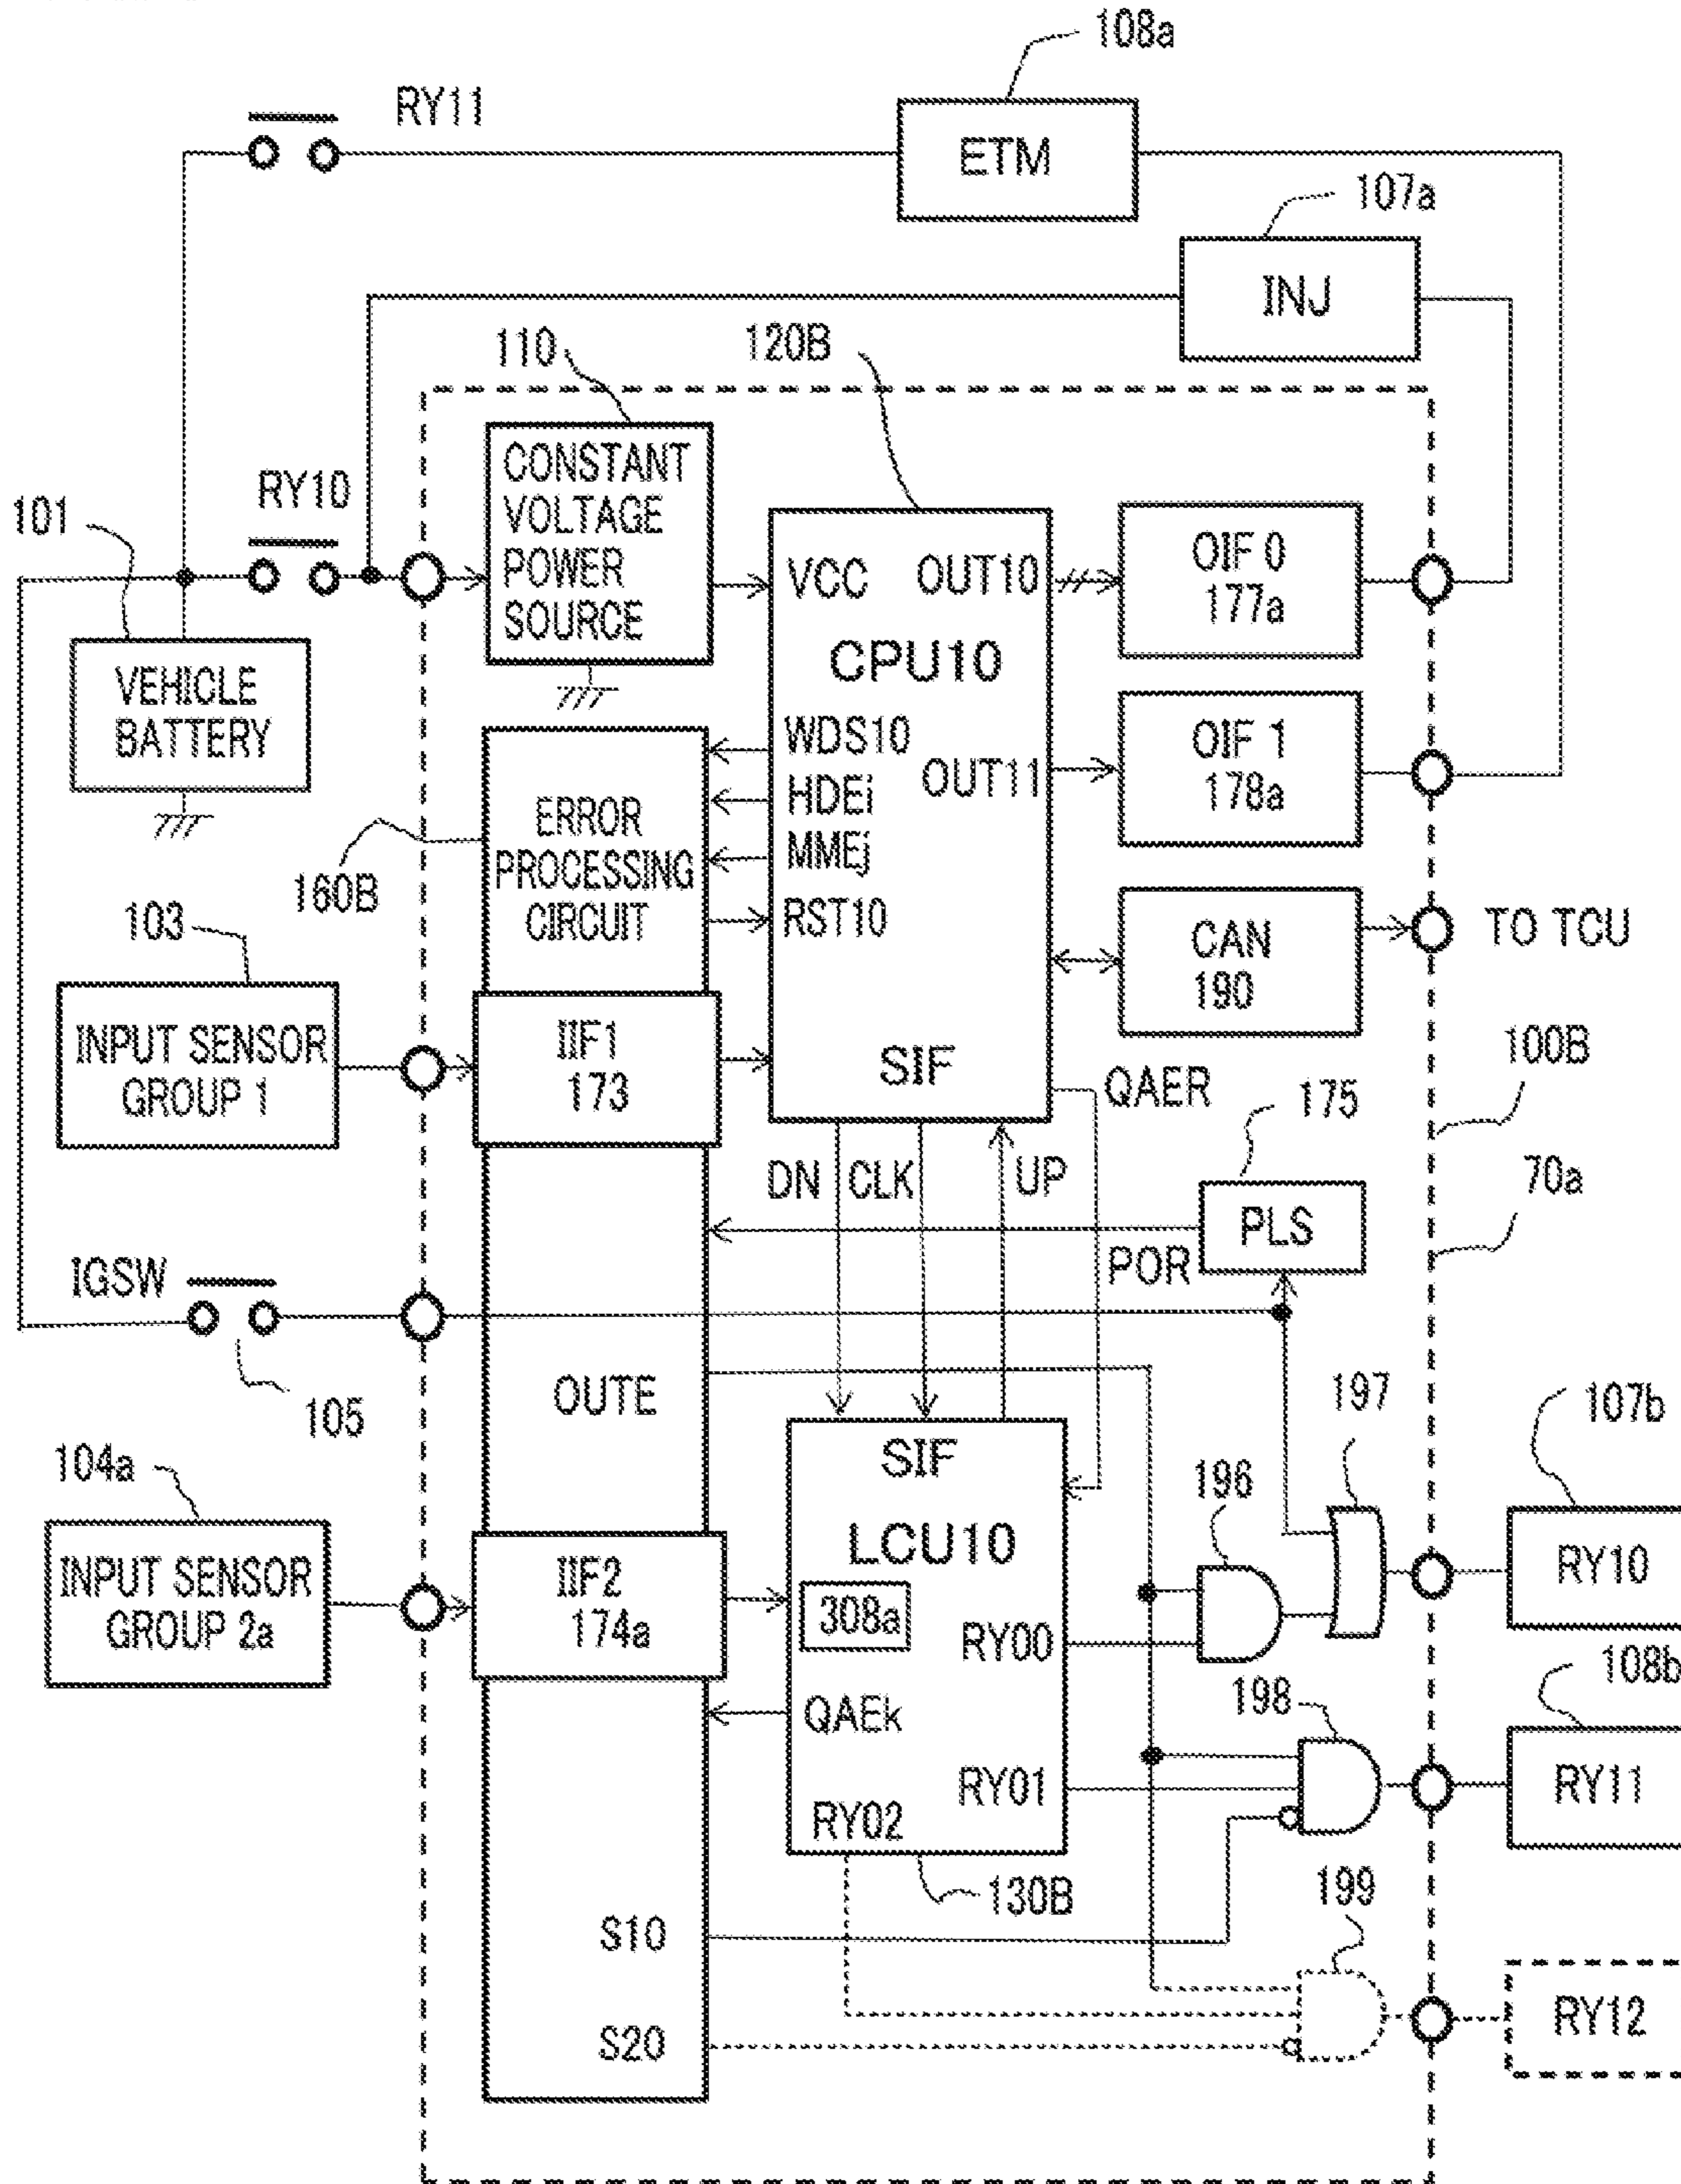 108a
RY11
ETM
107a
INJ
110
120B
CONSTANT
VOLTAGE
POWER
SOURCE
RY10
101
VCC
OUT10
OIF 0
177a
CPU10
VEHICLE
BATTERY
WDS10
HDEi
MMEj
RST10
OUT11
OIF 1
178a
ERROR
PROCESSING
CIRCUIT
160B
103
CAN
190
TO TCU
INPUT SENSOR
GROUP 1
IIF1
173
SIF
QAER
175
100B
DN
CLK
UP
70a
PLS
POR
IGSW
105
OUTE
197
107b
104a
SIF
196
LCU10
INPUT SENSOR
GROUP 2a
IIF2
174a
308a
RY00
RY10
108b
198
QAEk
RY01
RY11
RY02
130B
199
S10
RY12
S20